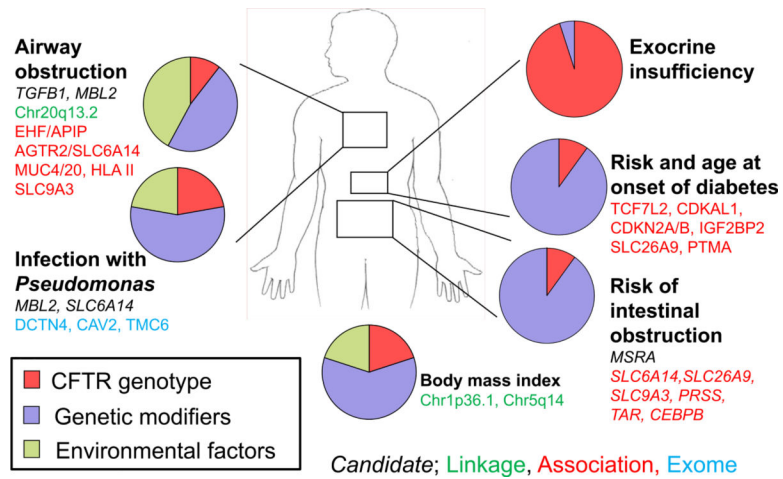 Airway
obstruction
TGFB1, MBL2
Chr20q13.2
EHF/APIP
AGTR2/SLC6A14
MUC4/20, HLA II
SLC9A3
Infection with
Pseudomonas
MBL2, SLC6A14
DCTN4, CAV2, TMC6
Exocrine
insufficiency
Risk and age at
onset of diabetes
TCF7L2, CDKAL1,
CDKN2A/B, IGF2BP2
SLC26A9, PTMA
Risk of
intestinal
obstruction
MSRA
SLC6A14,SLC26A9,
SLC9A3, PRSS,
TAR, CEBPB
Body mass index
Chr1p36.1, Chr5q14
CFTR genotype
Genetic modifiers
Environmental factors
Candidate; Linkage, Association, Exome